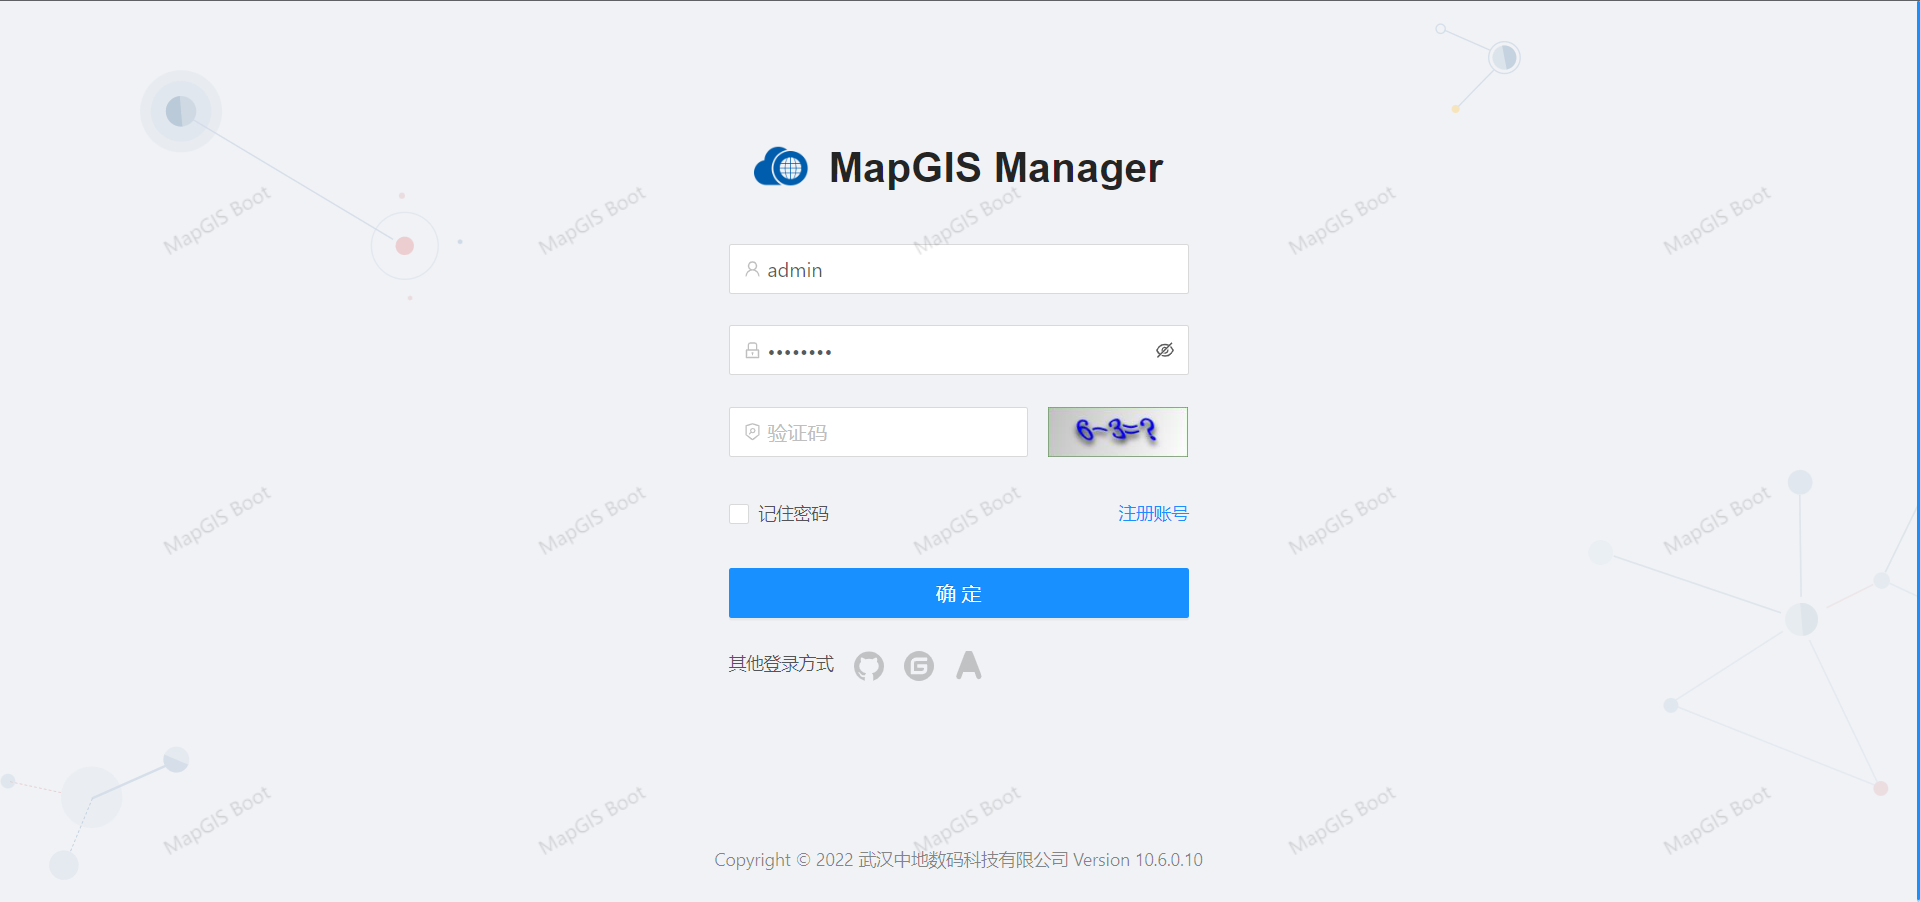 MapGIS Manager
MapGIS Boot MapGIS Boot MapGIS Boot MapGIS Boot MapGIS Boot
admin
••••••••
验证码
6-3=?
MapGIS Boot MapGIS Boot MapGIS Boot MapGIS Boot MapGIS Boot
记住密码 注册账号
确 定
其他登录方式
MapGIS Boot MapGIS Boot MapGIS Boot MapGIS Boot MapGIS Boot
Copyright © 2022 武汉中地数码科技有限公司 Version 10.6.0.10